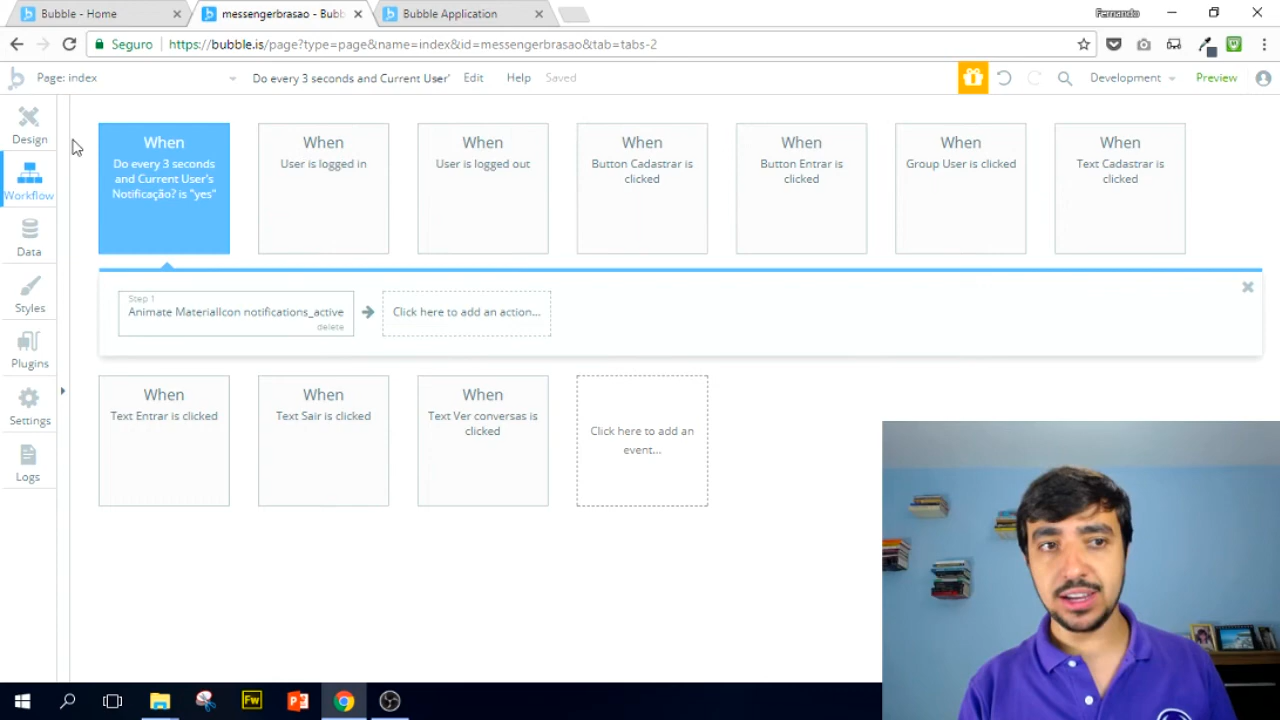 Bubble - Home
messengerbrasao - Bubb
Bubble Application
Fernando
Seguro
https://bubble.is/page?type=page&name=index&id=messengerbrasao&tab=tabs-2
Page: index
Do every 3 seconds and Current User'
Edit
Help
Saved
Development
Preview
Design
Workflow
Data
Styles
Plugins
Settings
Logs
When
Do every 3 seconds
and Current User's
Notificação? is "yes"
When
User is logged in
When
User is logged out
When
Button Cadastrar is
clicked
When
Button Entrar is
clicked
When
Group User is clicked
When
Text Cadastrar is
clicked
Step 1
Animate MaterialIcon notifications_active
delete
Click here to add an action...
When
Text Entrar is clicked
When
Text Sair is clicked
When
Text Ver conversas is
clicked
Click here to add an
event...
Fw